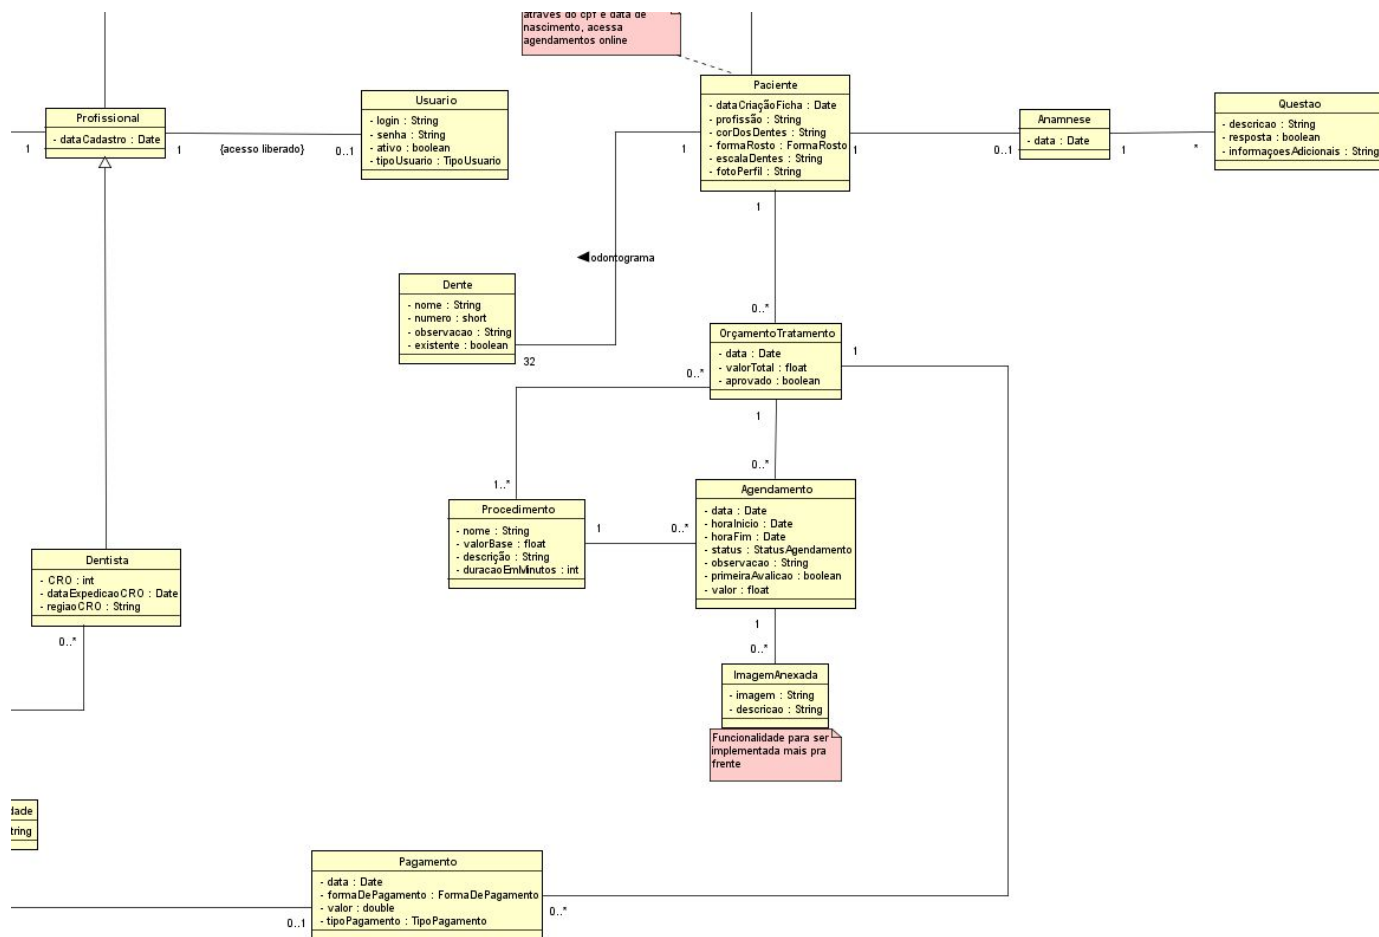 através do cpf e data de
nascimento, acessa
agendamentos online
Profissional
- dataCadastro : Date
1
1
{acesso liberado}
0..1
Usuario
- login : String
- senha : String
- ativo : boolean
- tipoUsuario : TipoUsuario
Paciente
- dataCriaçãoFicha : Date
- profissão : String
- corDosDentes : String
- formaRosto : FormaRosto
- escalaDentes : String
- fotoPerfil : String
1
1
1
0..1
Anamnese
- data : Date
1
*
Questao
- descricao : String
- resposta : boolean
- informaçoesAdicionais : String
odontograma
Dente
- nome : String
- numero : short
- observacao : String
- existente : boolean
32
0..*
OrçamentoTratamento
- data : Date
- valorTotal : float
- aprovado : boolean
1
0..*
1
0..*
1..*
Procedimento
- nome : String
- valorBase : float
- descrição : String
- duracaoEmMinutos : int
1
0..*
Agendamento
- data : Date
- horaInicio : Date
- horaFim : Date
- status : StatusAgendamento
- observacao : String
- primeiraAvalicao : boolean
- valor : float
1
0..*
Dentista
- CRO : int
- dataExpedicaoCRO : Date
- regiaoCRO : String
0..*
ImagemAnexada
- imagem : String
- descricao : String
Funcionalidade para ser
implementada mais pra
frente
dade
tring
Pagamento
- data : Date
- formaDePagamento : FormaDePagamento
- valor : double
- tipoPagamento : TipoPagamento
0..1
0..*